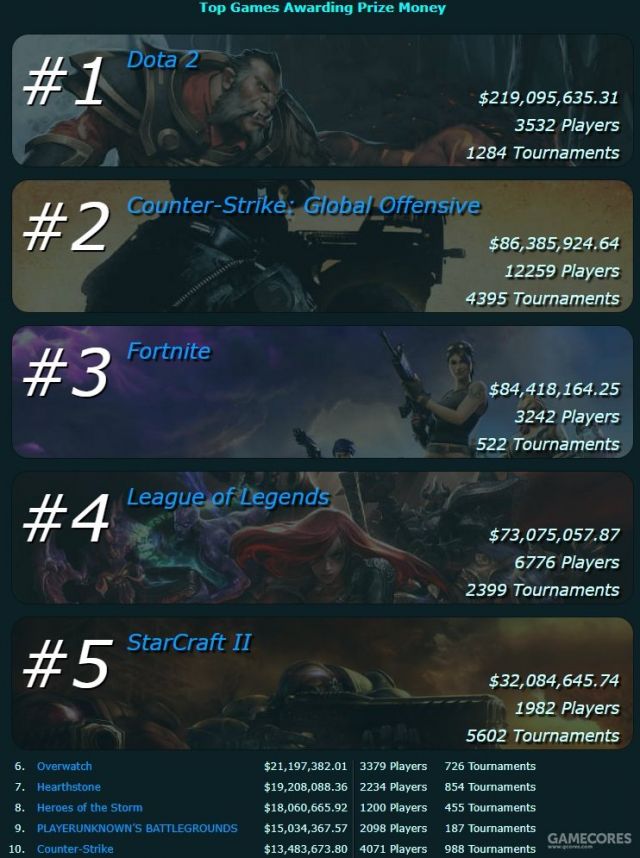 Top Games Awarding Prize Money
#1
Dota 2
$219,095,635.31
3532 Players
1284 Tournaments
#2
Counter-Strike: Global Offensive
$86,385,924.64
12259 Players
4395 Tournaments
#3
Fortnite
$84,418,164.25
3242 Players
522 Tournaments
#4
League of Legends
$73,075,057.87
6776 Players
2399 Tournaments
#5
StarCraft II
$32,084,645.74
1982 Players
5602 Tournaments
6. Overwatch $21,197,382.01 3379 Players 726 Tournaments
7. Hearthstone $19,208,088.36 2234 Players 854 Tournaments
8. Heroes of the Storm $18,060,665.92 1200 Players 455 Tournaments
9. PLAYERUNKNOWN'S BATTLEGROUNDS $15,034,367.57 2098 Players 187 Tournaments
10. Counter-Strike $13,483,673.80 4071 Players 988 Tournaments
GAMECORES
www.gcores.com